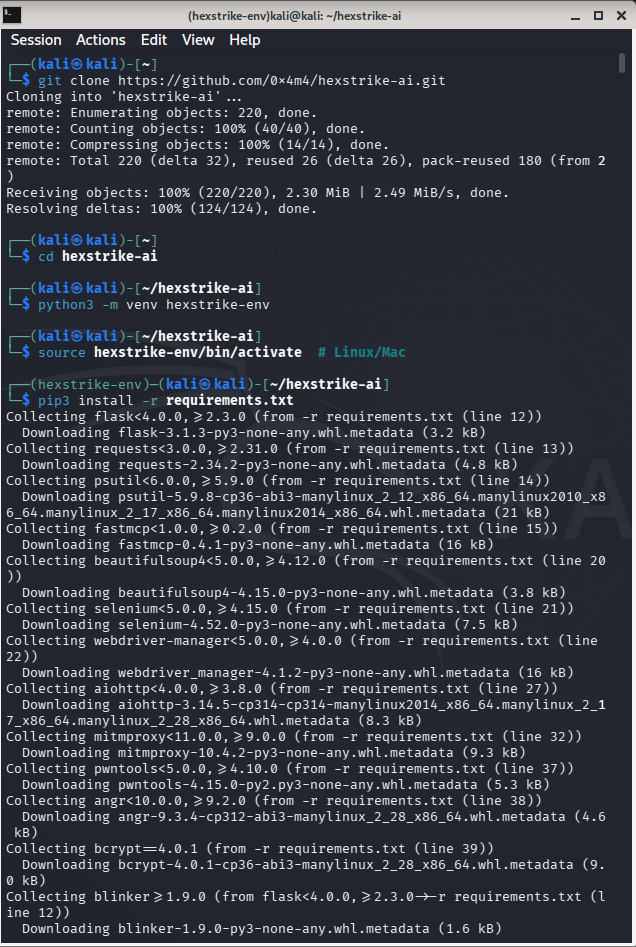 (hexstrike-env)kali@kali: ~/hexstrike-ai
Session Actions Edit View Help
┌──(kali㉿kali)-[~]
└─$ git clone https://github.com/0x4m4/hexstrike-ai.git
Cloning into 'hexstrike-ai'...
remote: Enumerating objects: 220, done.
remote: Counting objects: 100% (40/40), done.
remote: Compressing objects: 100% (14/14), done.
remote: Total 220 (delta 32), reused 26 (delta 26), pack-reused 180 (from 2
)
Receiving objects: 100% (220/220), 2.30 MiB | 2.49 MiB/s, done.
Resolving deltas: 100% (124/124), done.
┌──(kali㉿kali)-[~]
└─$ cd hexstrike-ai
┌──(kali㉿kali)-[~/hexstrike-ai]
└─$ python3 -m venv hexstrike-env
┌──(kali㉿kali)-[~/hexstrike-ai]
└─$ source hexstrike-env/bin/activate  # Linux/Mac
┌──(hexstrike-env)─(kali㉿kali)-[~/hexstrike-ai]
└─$ pip3 install -r requirements.txt
Collecting flask<4.0.0,>=2.3.0 (from -r requirements.txt (line 12))
  Downloading flask-3.1.3-py3-none-any.whl.metadata (3.2 kB)
Collecting requests<3.0.0,>=2.31.0 (from -r requirements.txt (line 13))
  Downloading requests-2.34.2-py3-none-any.whl.metadata (4.8 kB)
Collecting psutil<6.0.0,>=5.9.0 (from -r requirements.txt (line 14))
  Downloading psutil-5.9.8-cp36-abi3-manylinux_2_12_x86_64.manylinux2010_x8
6_64.manylinux_2_17_x86_64.manylinux2014_x86_64.whl.metadata (21 kB)
Collecting fastmcp<1.0.0,>=0.2.0 (from -r requirements.txt (line 15))
  Downloading fastmcp-0.4.1-py3-none-any.whl.metadata (16 kB)
Collecting beautifulsoup4<5.0.0,>=4.12.0 (from -r requirements.txt (line 20
))
  Downloading beautifulsoup4-4.15.0-py3-none-any.whl.metadata (3.8 kB)
Collecting selenium<5.0.0,>=4.15.0 (from -r requirements.txt (line 21))
  Downloading selenium-4.52.0-py3-none-any.whl.metadata (7.5 kB)
Collecting webdriver-manager<5.0.0,>=4.0.0 (from -r requirements.txt (line
22))
  Downloading webdriver_manager-4.1.2-py3-none-any.whl.metadata (16 kB)
Collecting aiohttp<4.0.0,>=3.8.0 (from -r requirements.txt (line 27))
  Downloading aiohttp-3.14.5-cp314-cp314-manylinux2014_x86_64.manylinux_2_1
7_x86_64.manylinux_2_28_x86_64.whl.metadata (8.3 kB)
Collecting mitmproxy<11.0.0,>=9.0.0 (from -r requirements.txt (line 32))
  Downloading mitmproxy-10.4.2-py3-none-any.whl.metadata (9.3 kB)
Collecting pwntools<5.0.0,>=4.10.0 (from -r requirements.txt (line 37))
  Downloading pwntools-4.15.0-py2.py3-none-any.whl.metadata (5.3 kB)
Collecting angr<10.0.0,>=9.2.0 (from -r requirements.txt (line 38))
  Downloading angr-9.3.4-cp312-abi3-manylinux_2_28_x86_64.whl.metadata (4.6
 kB)
Collecting bcrypt==4.0.1 (from -r requirements.txt (line 39))
  Downloading bcrypt-4.0.1-cp36-abi3-manylinux_2_28_x86_64.whl.metadata (9.
0 kB)
Collecting blinker>=1.9.0 (from flask<4.0.0,>=2.3.0->-r requirements.txt (l
ine 12))
  Downloading blinker-1.9.0-py3-none-any.whl.metadata (1.6 kB)